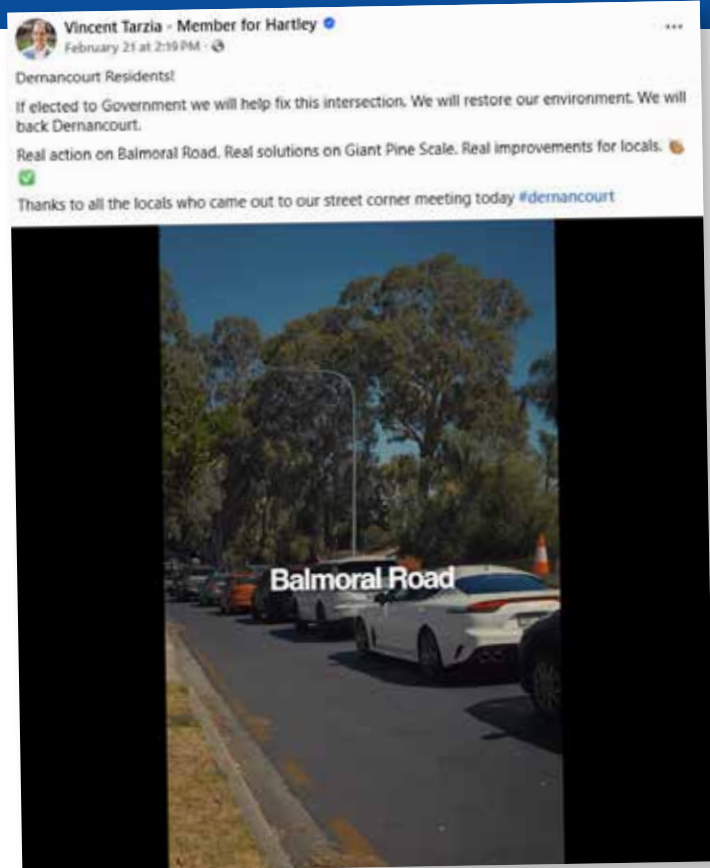 Vincent Tarzia - Member for Hartley
February 21 at 2:19 PM ·
Dernancourt Residents!
If elected to Government we will help fix this intersection. We will restore our environment. We will
back Dernancourt.
Real action on Balmoral Road. Real solutions on Giant Pine Scale. Real improvements for locals.
Thanks to all the locals who came out to our street corner meeting today #dernancourt
Balmoral Road